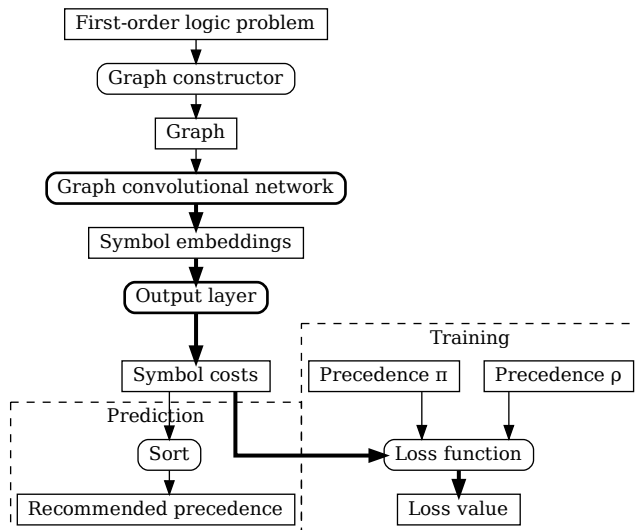 First-order logic problem
Graph constructor
Graph
Graph convolutional network
Symbol embeddings
Output layer
Training
Symbol costs
Precedence π
Precedence ρ
Prediction
Sort
Loss function
Recommended precedence
Loss value